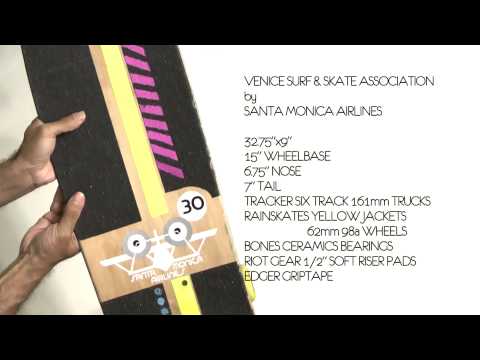 VENICE SURF & SKATE ASSOCIATION
by
SANTA MONICA AIRLINES
32.75"x9"
15" WHEELBASE
6.75" NOSE
7" TAIL
TRACKER SIX TRACK 161mm TRUCKS
RAINSKATES YELLOW JACKETS
62mm 98a WHEELS
BONES CERAMICS BEARINGS
RIOT GEAR 1/2" SOFT RISER PADS
EDGER GRIPTAPE
30
SANTA MONICA
AIRLINES